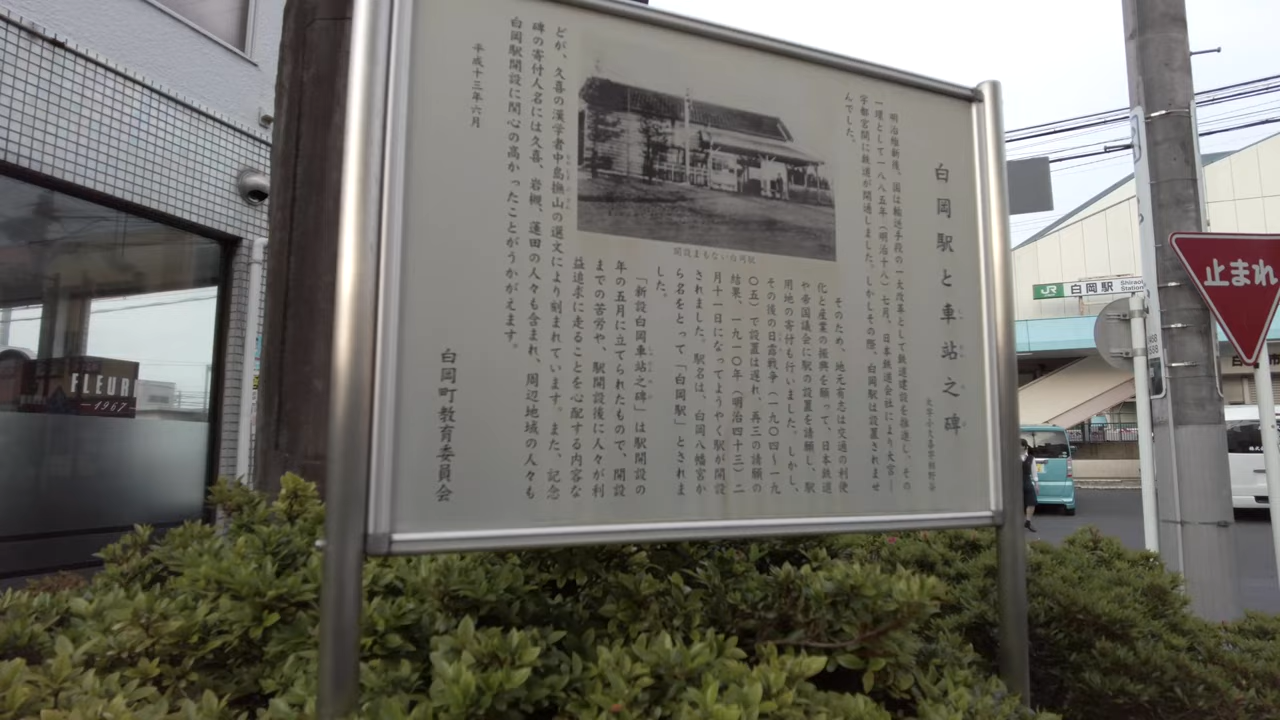 白岡駅と車站之碑
明治維新後、国は輸送手段の一大改革として鉄道建設を推進し、その
一環として一八八五年(明治十八)七月、日本鉄道会社により大宮―
宇都宮間に鉄道が開通しました。しかしその際、白岡駅は設置されませ
んでした。
そのため、地元有志は交通の利便
化と産業の振興を願って、日本鉄道
や帝国議会に駅の設置を請願し、駅
用地の寄付も行いました。しかし、
その後の日露戦争(一九〇四～一九
〇五)で設置は遅れ、再三の請願の
結果、一九一〇年(明治四十三)二
月十一日になってようやく駅が開設
されました。駅名は、白岡八幡宮か
ら名をとって「白岡駅」とされま
した。
「新設白岡車站之碑」は駅開設の
年の五月に立てられたもので、開設
までの苦労や、駅開設後に人々が利
益追求に走ることを心配する内容な
どが、久喜の漢学者中島撫山の選文により刻まれています。また、記念
碑の寄付人名には久喜、岩槻、蓮田の人々も含まれ、周辺地域の人々も
白岡駅開設に関心の高かったことがうかがえます。
平成十三年六月
白岡町教育委員会
開設まもない白岡駅
FLEUR
1967
JR 白岡駅 Shiraoka Station
止まれ
白岡駅